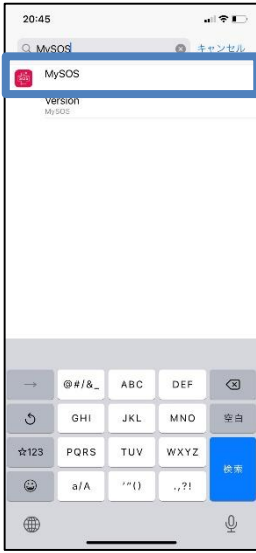 20:45
MySOS
キャンセル
MySOS
Version
MySOS
→
@#/&_
ABC
DEF
GHI
JKL
MNO
空白
☆123
PQRS
TUV
WXYZ
検索
a/A
'"()
.,?!